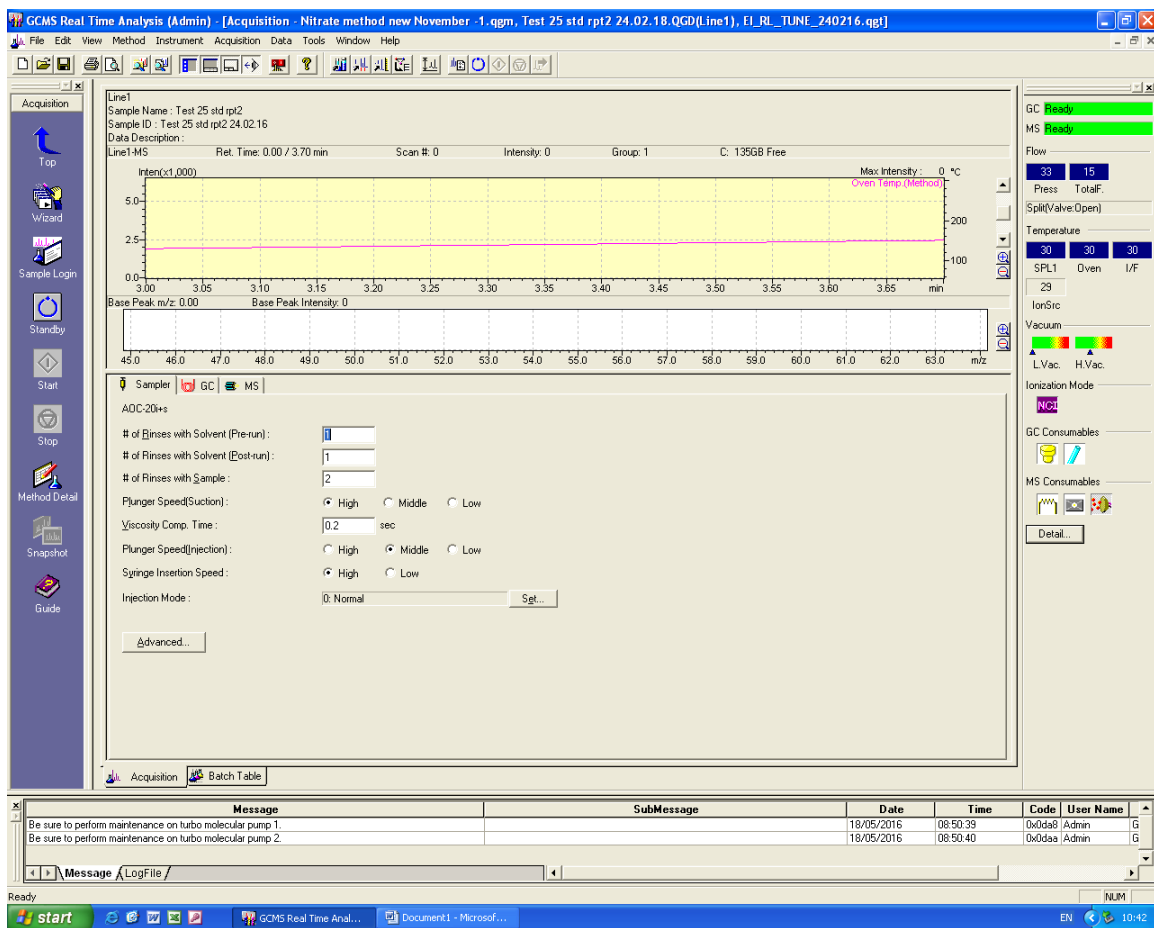 GCMS Real Time Analysis (Admin) - [Acquisition - Nitrate method new November -1.qgm, Test 25 std rpt2 24.02.18.QGD(Line1), EI_RL_TUNE_240216.qgt]
File Edit View Method Instrument Acquisition Data Tools Window Help
Acquisition
Top
Wizard
Sample Login
Standby
Start
Stop
Method Detail
Snapshot
Guide
Line1
Sample Name : Test 25 std rpt2
Sample ID : Test 25 std rpt2 24.02.16
Data Description :
Line1-MS Ret. Time: 0.00 / 3.70 min Scan #: 0 Intensity: 0 Group: 1 C: 135GB Free
Inten(x1,000) Max Intensity : 0 °C
Oven Temp.(Method)
5.0
200
2.5
100
0.0
3.00 3.05 3.10 3.15 3.20 3.25 3.30 3.35 3.40 3.45 3.50 3.55 3.60 3.65 min
Base Peak m/z: 0.00 Base Peak Intensity: 0
45.0 46.0 47.0 48.0 49.0 50.0 51.0 52.0 53.0 54.0 55.0 56.0 57.0 58.0 59.0 60.0 61.0 62.0 63.0 m/z
Sampler GC MS
AOC-20i+s
# of Rinses with Solvent (Pre-run) : 1
# of Rinses with Solvent (Post-run) : 1
# of Rinses with Sample : 2
Plunger Speed(Suction) : High Middle Low
Viscosity Comp. Time : 0.2 sec
Plunger Speed(Injection) : High Middle Low
Syringe Insertion Speed : High Low
Injection Mode : 0: Normal Set...
Advanced...
Acquisition Batch Table
GC Ready
MS Ready
Flow
33 15
Press TotalF.
Split(Valve:Open)
Temperature
30 30 30
SPL1 Oven I/F
29
IonSrc
Vacuum
L.Vac. H.Vac.
Ionization Mode
NCI
GC Consumables
MS Consumables
Detail...
Message SubMessage Date Time Code User Name
Be sure to perform maintenance on turbo molecular pump 1. 18/05/2016 08:50:39 0x0da8 Admin G
Be sure to perform maintenance on turbo molecular pump 2. 18/05/2016 08:50:40 0x0daa Admin G
Message LogFile
Ready NUM
start GCMS Real Time Anal... Document1 - Microsof... EN 10:42